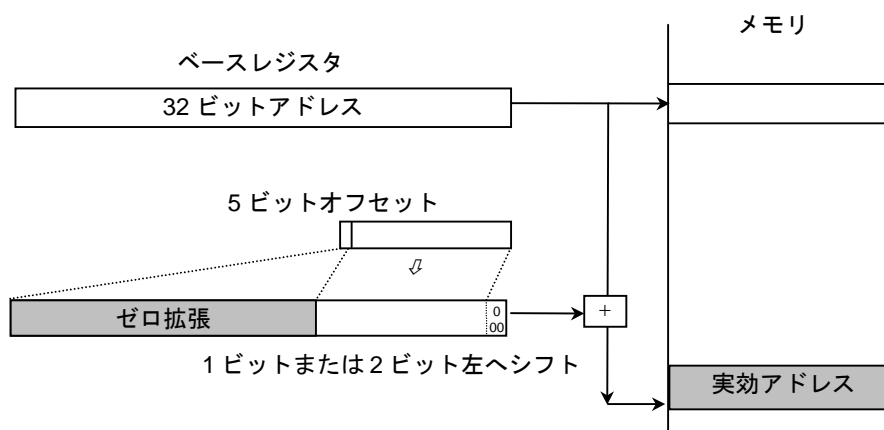 メモリ
ベースレジスタ
32 ビットアドレス
5 ビットオフセット
⇩
ゼロ拡張
0
00
+
1 ビットまたは 2 ビット左へシフト
実効アドレス